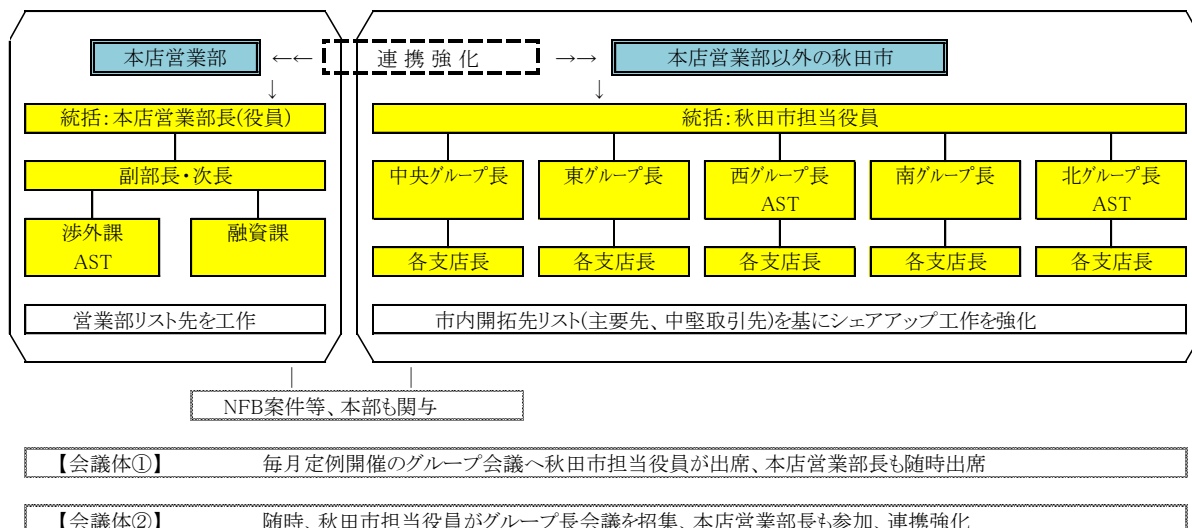 本店営業部 ←← 連 携 強 化 →→ 本店営業部以外の秋田市
↓ ↓
統括:本店営業部長(役員) 統括:秋田市担当役員
副部長・次長 中央グループ長 東グループ長 西グループ長 南グループ長 北グループ長
AST AST
渉外課 融資課
AST 各支店長 各支店長 各支店長 各支店長 各支店長
営業部リスト先を工作 市内開拓先リスト(主要先、中堅取引先)を基にシェアアップ工作を強化
NFB案件等、本部も関与
【会議体①】 毎月定例開催のグループ会議へ秋田市担当役員が出席、本店営業部長も随時出席
【会議体②】 随時、秋田市担当役員がグループ長会議を招集、本店営業部長も参加、連携強化